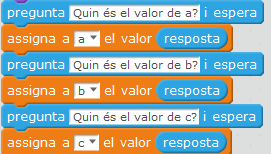 pregunta Quin és el valor de a? i espera
assigna a a el valor resposta
pregunta Quin és el valor de b? i espera
assigna a b el valor resposta
pregunta Quin és el valor de c? i espera
assigna a c el valor resposta